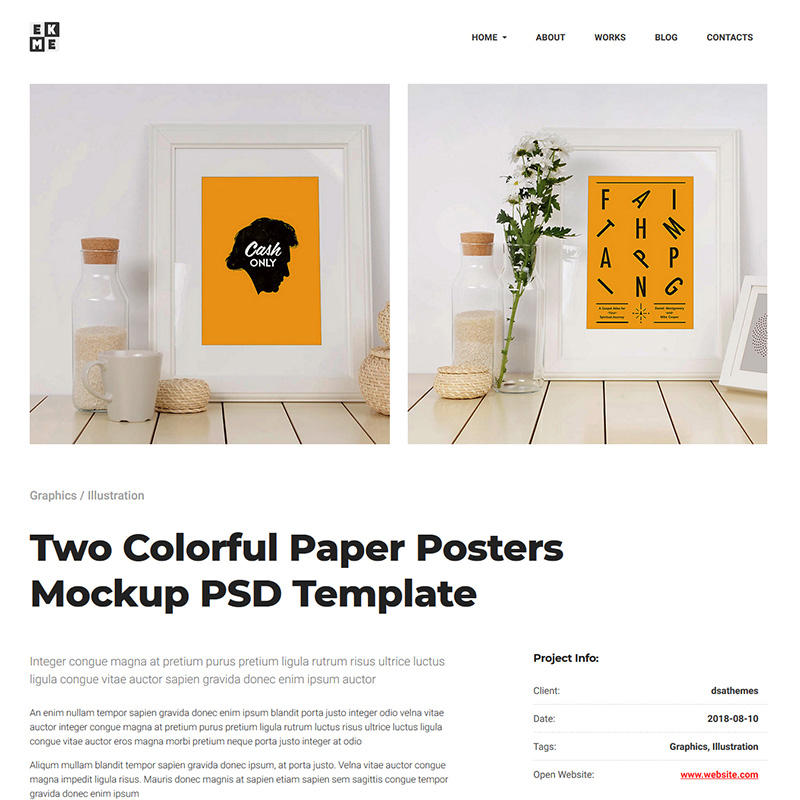 EK
ME
HOME ABOUT WORKS BLOG CONTACTS
Cash
ONLY
FAI
THM
APP
ING
A Gospel Atlas for
Your
Spiritual Journey
Daniel Montgomery
and
Mike Cosper
Graphics / Illustration
Two Colorful Paper Posters
Mockup PSD Template
Integer congue magna at pretium purus pretium ligula rutrum risus ultrice luctus
ligula congue vitae auctor sapien gravida donec enim ipsum auctor
An enim nullam tempor sapien gravida donec enim ipsum blandit porta justo integer odio velna vitae
auctor integer congue magna at pretium purus pretium ligula rutrum luctus risus ultrice luctus ligula
congue vitae auctor eros magna morbi pretium neque porta justo integer at odio
Aliqum mullam blandit tempor sapien gravida donec ipsum, at porta justo. Velna vitae auctor congue
magna impedit ligula risus. Mauris donec magnis at sapien etiam sapien sem sagittis congue tempor
gravida donec enim ipsum
Project Info:
Client: dsathemes
Date: 2018-08-10
Tags: Graphics, Illustration
Open Website: www.website.com